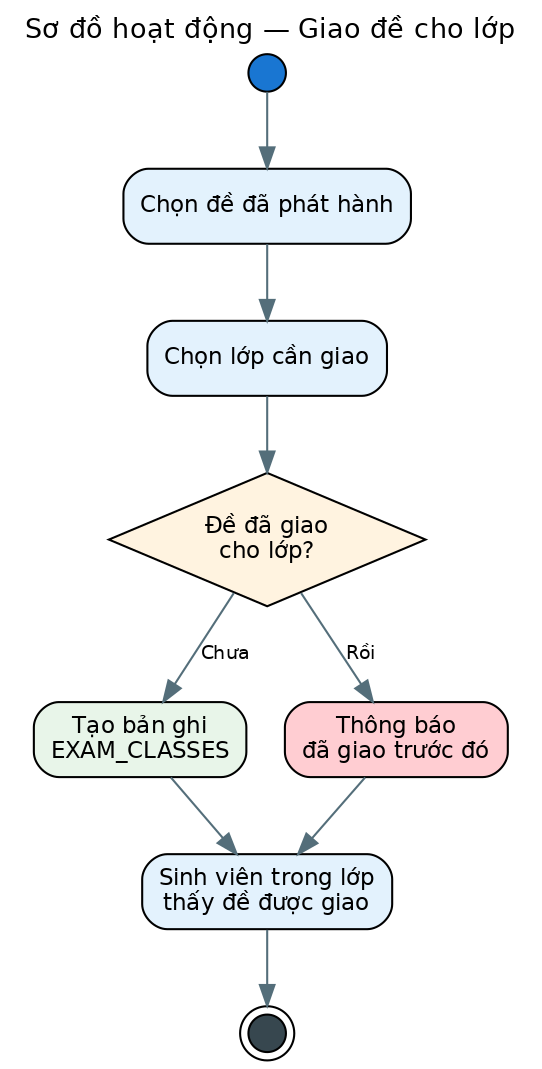 Sơ đồ hoạt động — Giao đề cho lớp
Chọn đề đã phát hành
Chọn lớp cần giao
Đề đã giao
cho lớp?
Chưa
Rồi
Tạo bản ghi
EXAM_CLASSES
Thông báo
đã giao trước đó
Sinh viên trong lớp
thấy đề được giao